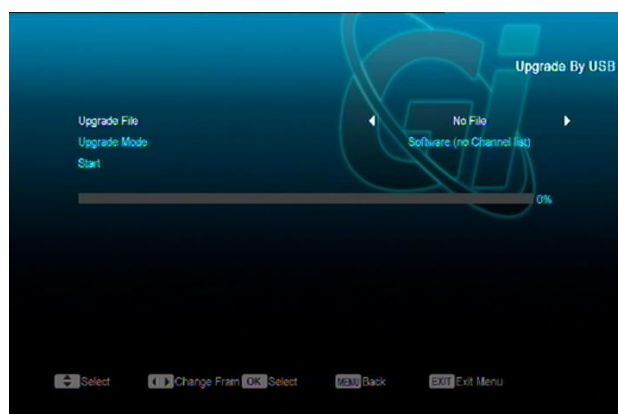 Upgrade By USB
Upgrade File No File
Upgrade Mode Software (no Channel list)
Start
0%
Select Change Fram OK Select MENU Back EXIT Exit Menu